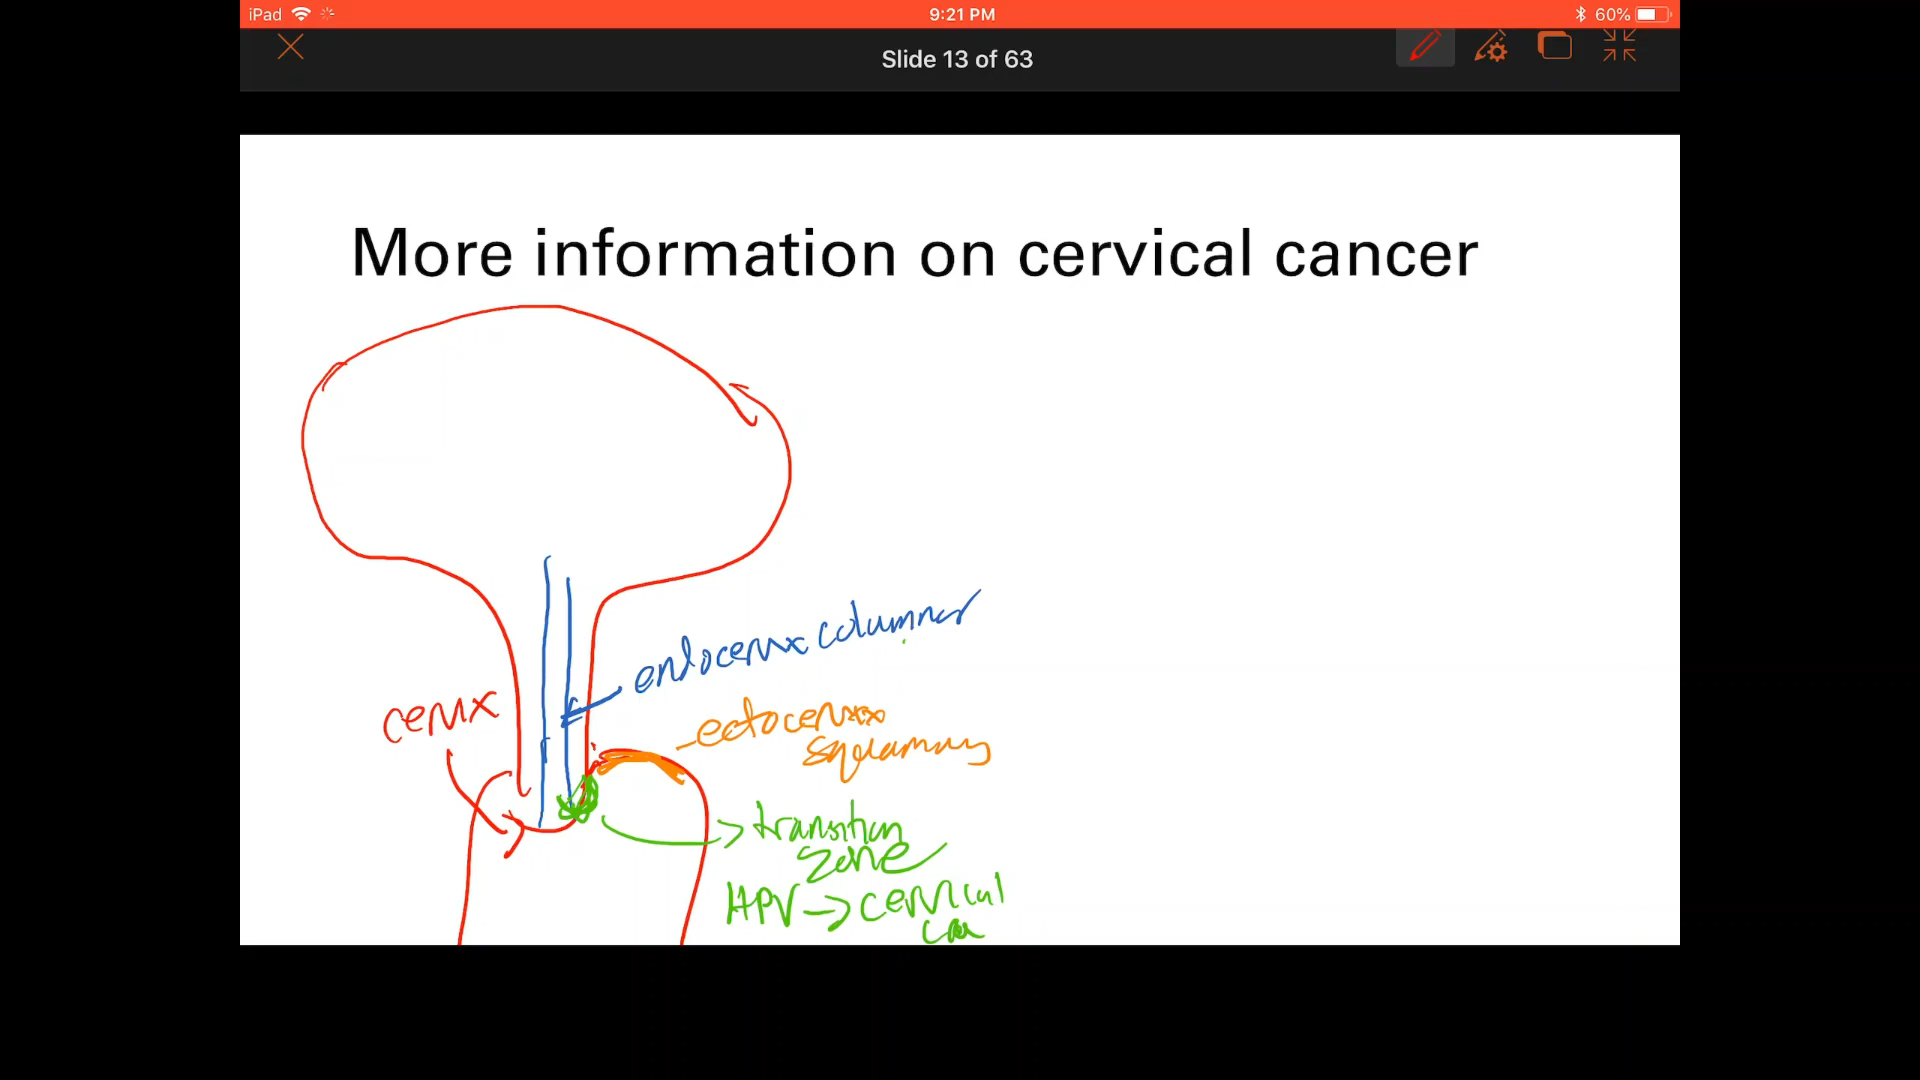 iPad
9:21 PM
60%
Slide 13 of 63
More information on cervical cancer
endocervix columnar
cervix
ectocervix
squamous
transition
zone
HPV → cervical